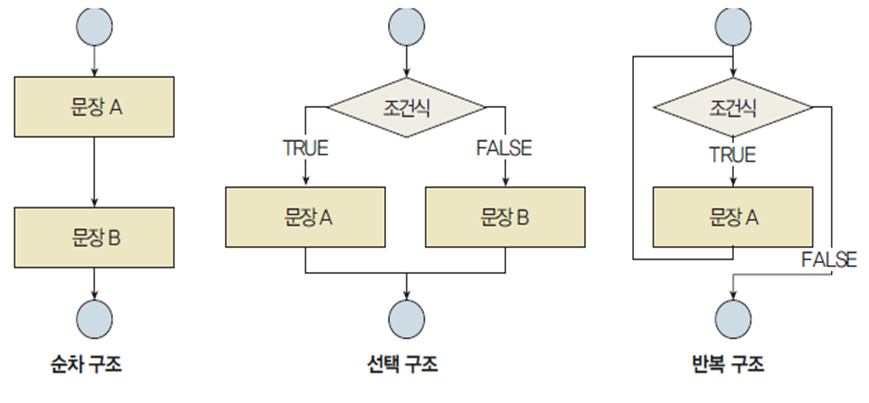 문장 A
문장 B
순차 구조
조건식
TRUE
FALSE
문장 A
문장 B
선택 구조
조건식
TRUE
문장 A
FALSE
반복 구조